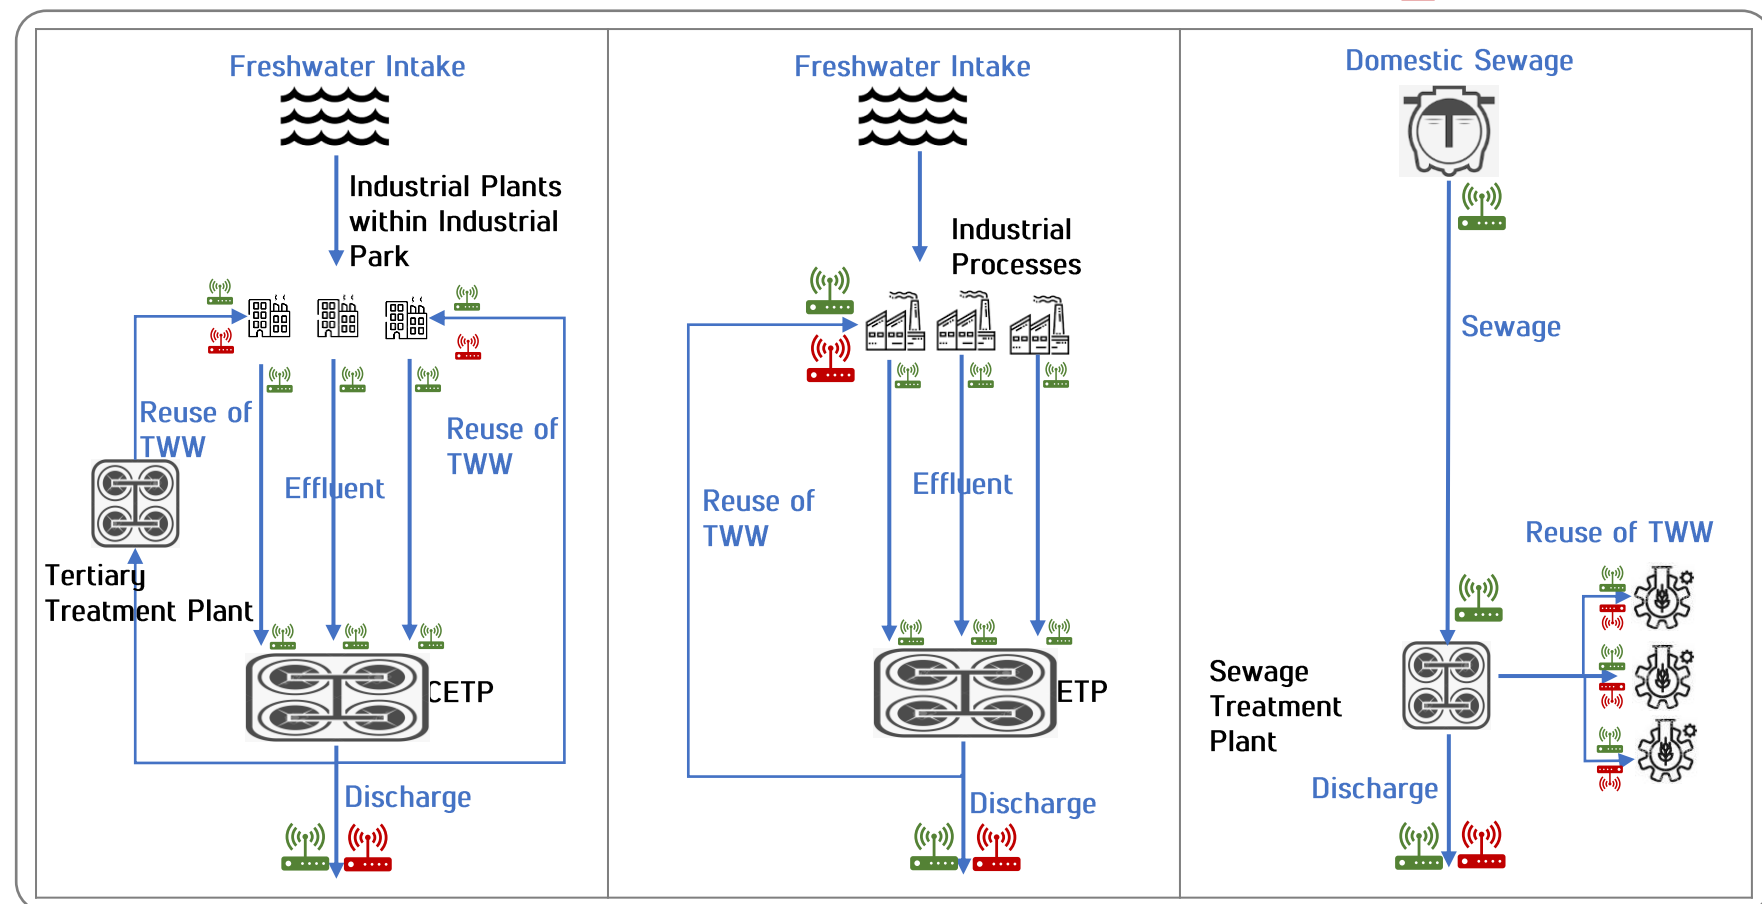 Freshwater Intake
Industrial Plants
within Industrial
Park
Reuse of
TWW
Reuse of
TWW
Effluent
Tertiary
Treatment Plant
CETP
Discharge
Freshwater Intake
Industrial
Processes
Reuse of
TWW
Effluent
ETP
Discharge
Domestic Sewage
Sewage
Reuse of TWW
Sewage
Treatment
Plant
Discharge